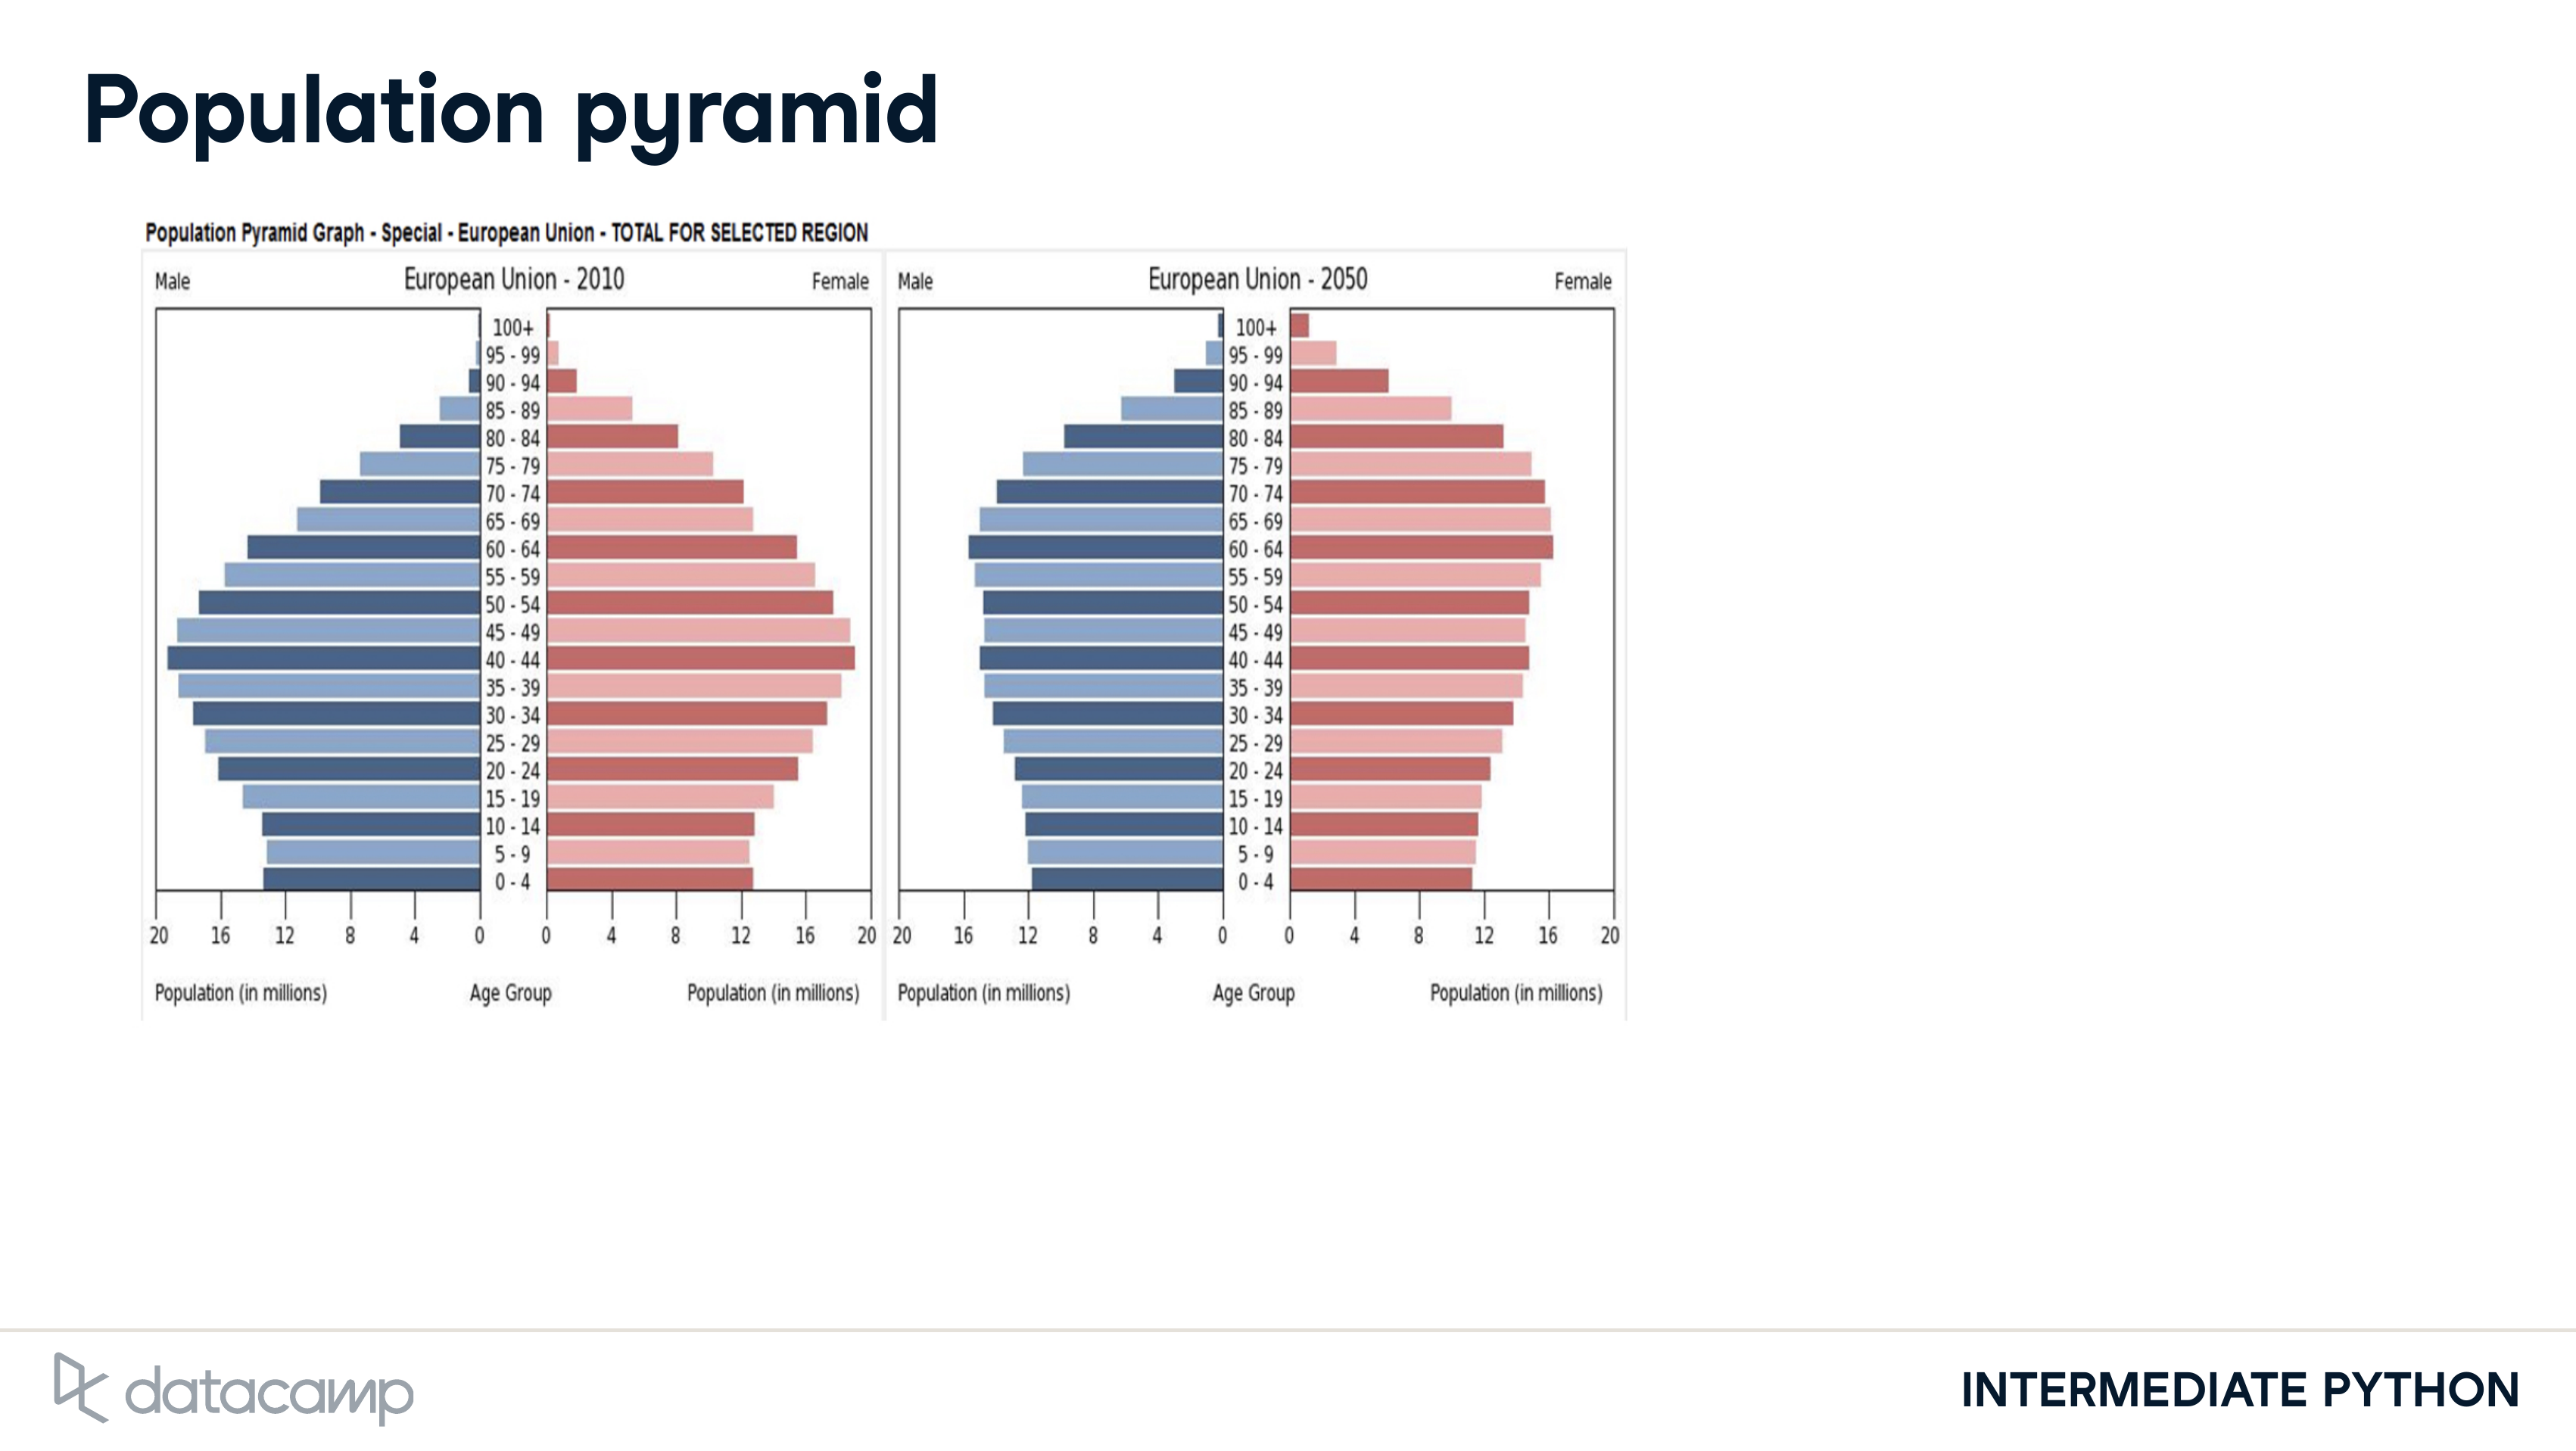 Population pyramid
Population Pyramid Graph - Special - European Union - TOTAL FOR SELECTED REGION
Male European Union - 2010 Female
100+
95 - 99
90 - 94
85 - 89
80 - 84
75 - 79
70 - 74
65 - 69
60 - 64
55 - 59
50 - 54
45 - 49
40 - 44
35 - 39
30 - 34
25 - 29
20 - 24
15 - 19
10 - 14
5 - 9
0 - 4
20 16 12 8 4 0 0 4 8 12 16 20
Population (in millions) Age Group Population (in millions)
Male European Union - 2050 Female
100+
95 - 99
90 - 94
85 - 89
80 - 84
75 - 79
70 - 74
65 - 69
60 - 64
55 - 59
50 - 54
45 - 49
40 - 44
35 - 39
30 - 34
25 - 29
20 - 24
15 - 19
10 - 14
5 - 9
0 - 4
20 16 12 8 4 0 0 4 8 12 16 20
Population (in millions) Age Group Population (in millions)
datacamp
INTERMEDIATE PYTHON